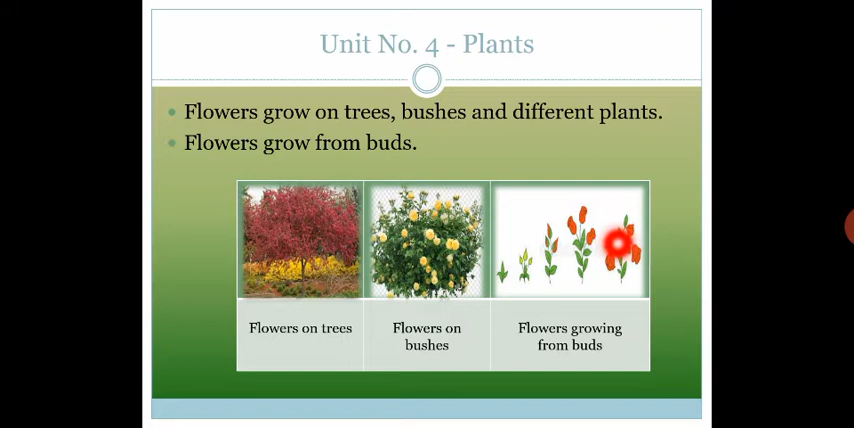 Unit No. 4 - Plants
Flowers grow on trees, bushes and different plants.
Flowers grow from buds.
Flowers on trees
Flowers on
bushes
Flowers growing
from buds